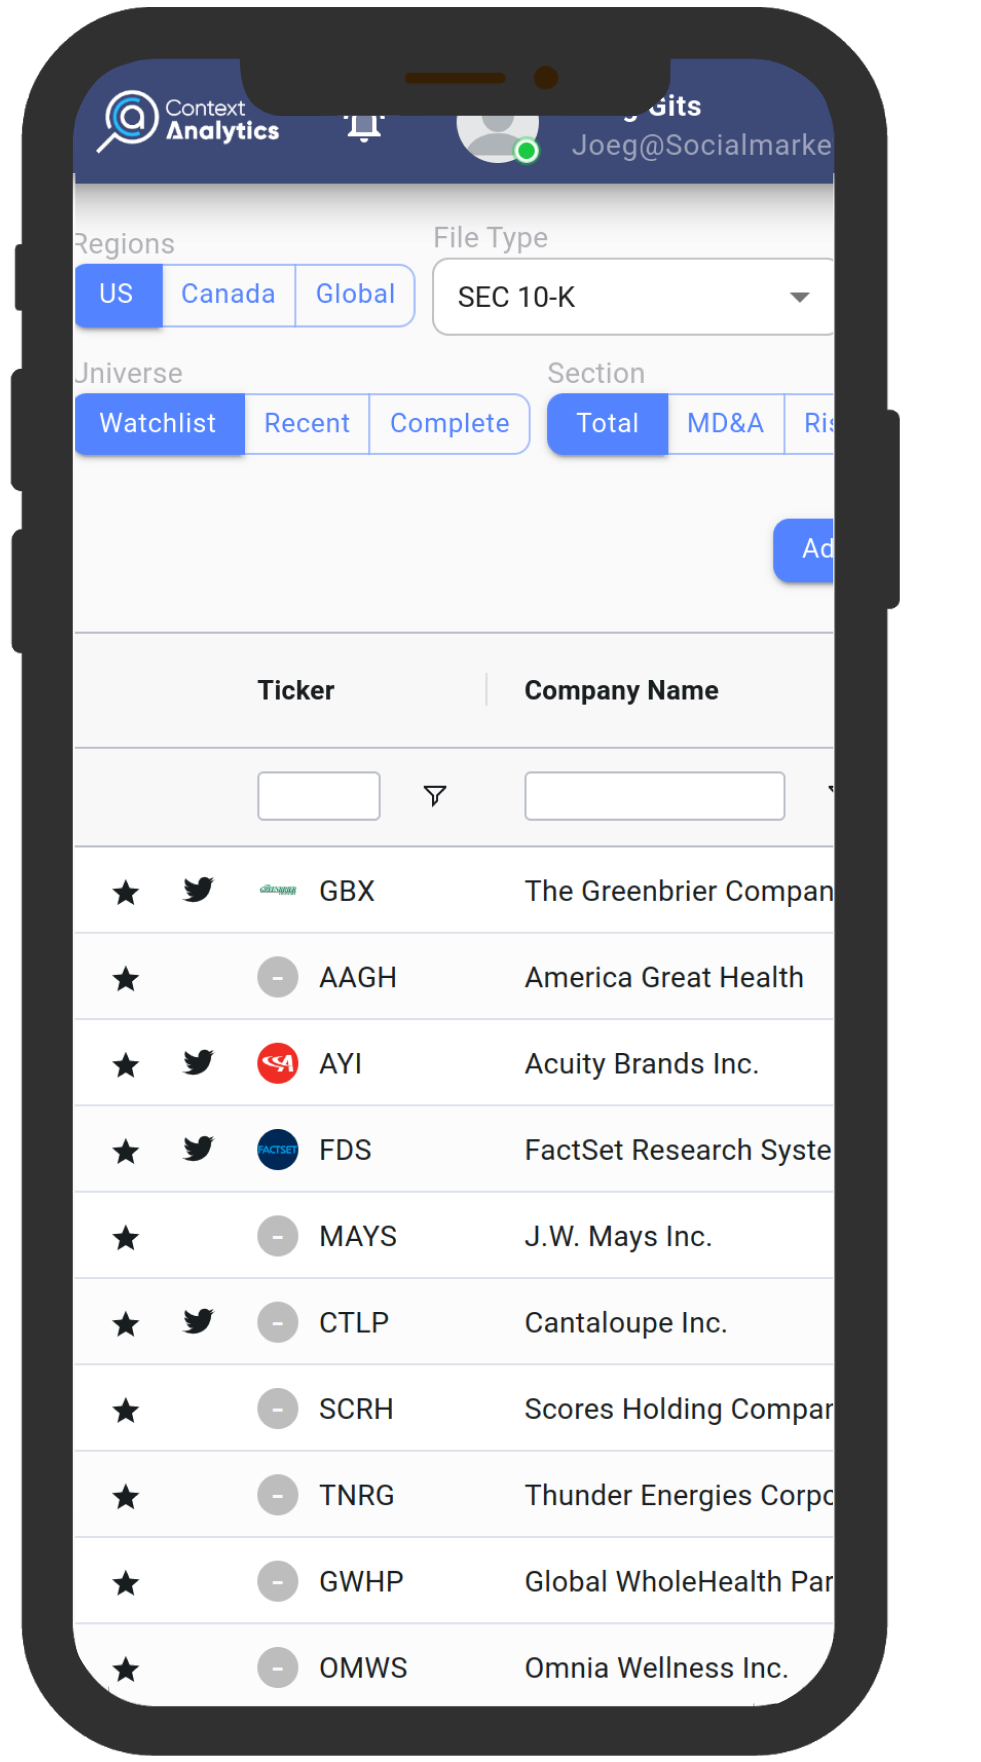 Context
Analytics
Gits
Joeg@Socialmarke
Regions
File Type
US Canada Global
SEC 10-K
Universe
Section
Watchlist Recent Complete
Total MD&A Ris
Ad
Ticker Company Name
GBX The Greenbrier Compan
AAGH America Great Health
AYI Acuity Brands Inc.
FACTSET FDS FactSet Research Syste
MAYS J.W. Mays Inc.
CTLP Cantaloupe Inc.
SCRH Scores Holding Compan
TNRG Thunder Energies Corpo
GWHP Global WholeHealth Par
OMWS Omnia Wellness Inc.